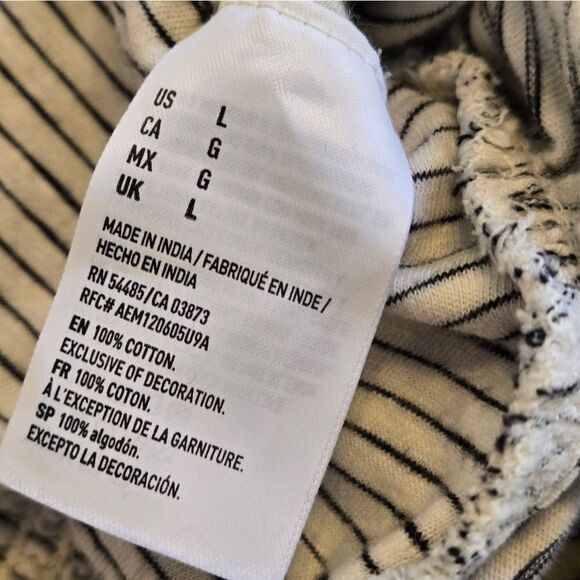 US L
CA G
MX G
UK L
MADE IN INDIA / FABRIQUÉ EN INDE /
HECHO EN INDIA
RN 54485/CA 03873
RFC# AEM120605U9A
EN 100% COTTON.
EXCLUSIVE OF DECORATION.
FR 100% COTON.
À L'EXCEPTION DE LA GARNITURE.
SP 100% algodón.
EXCEPTO LA DECORACIÓN.